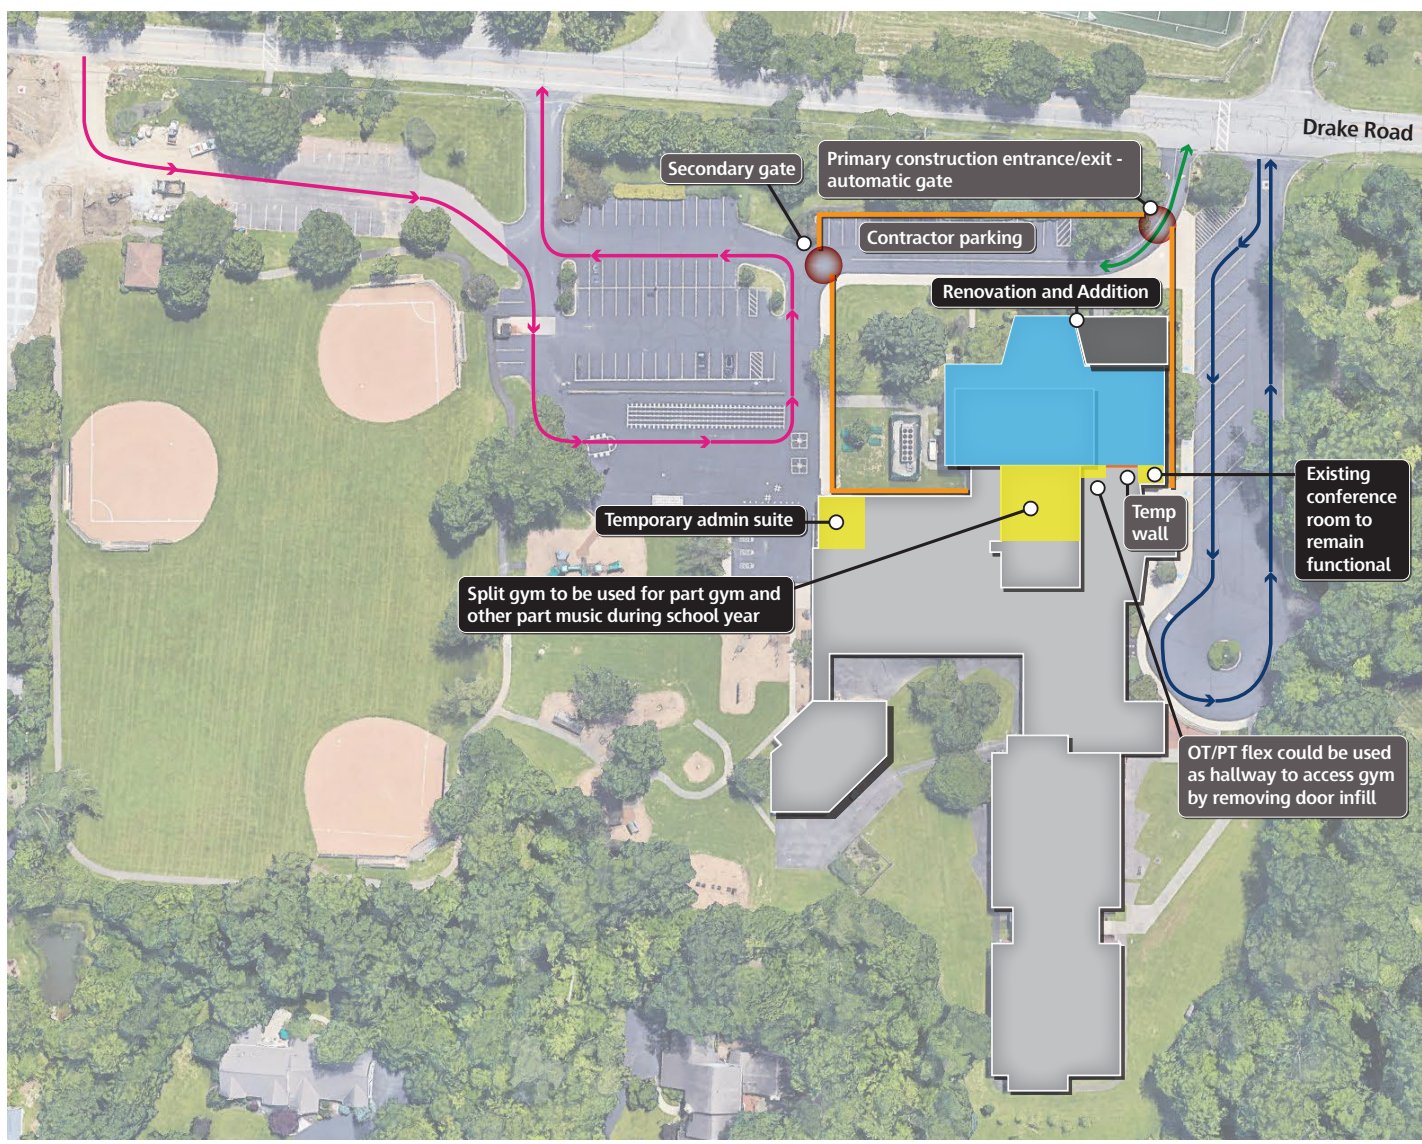 Drake Road
Primary construction entrance/exit -
automatic gate
Secondary gate
Contractor parking
Renovation and Addition
Existing
conference
room to
remain
functional
Temp
wall
Temporary admin suite
Split gym to be used for part gym and
other part music during school year
OT/PT flex could be used
as hallway to access gym
by removing door infill